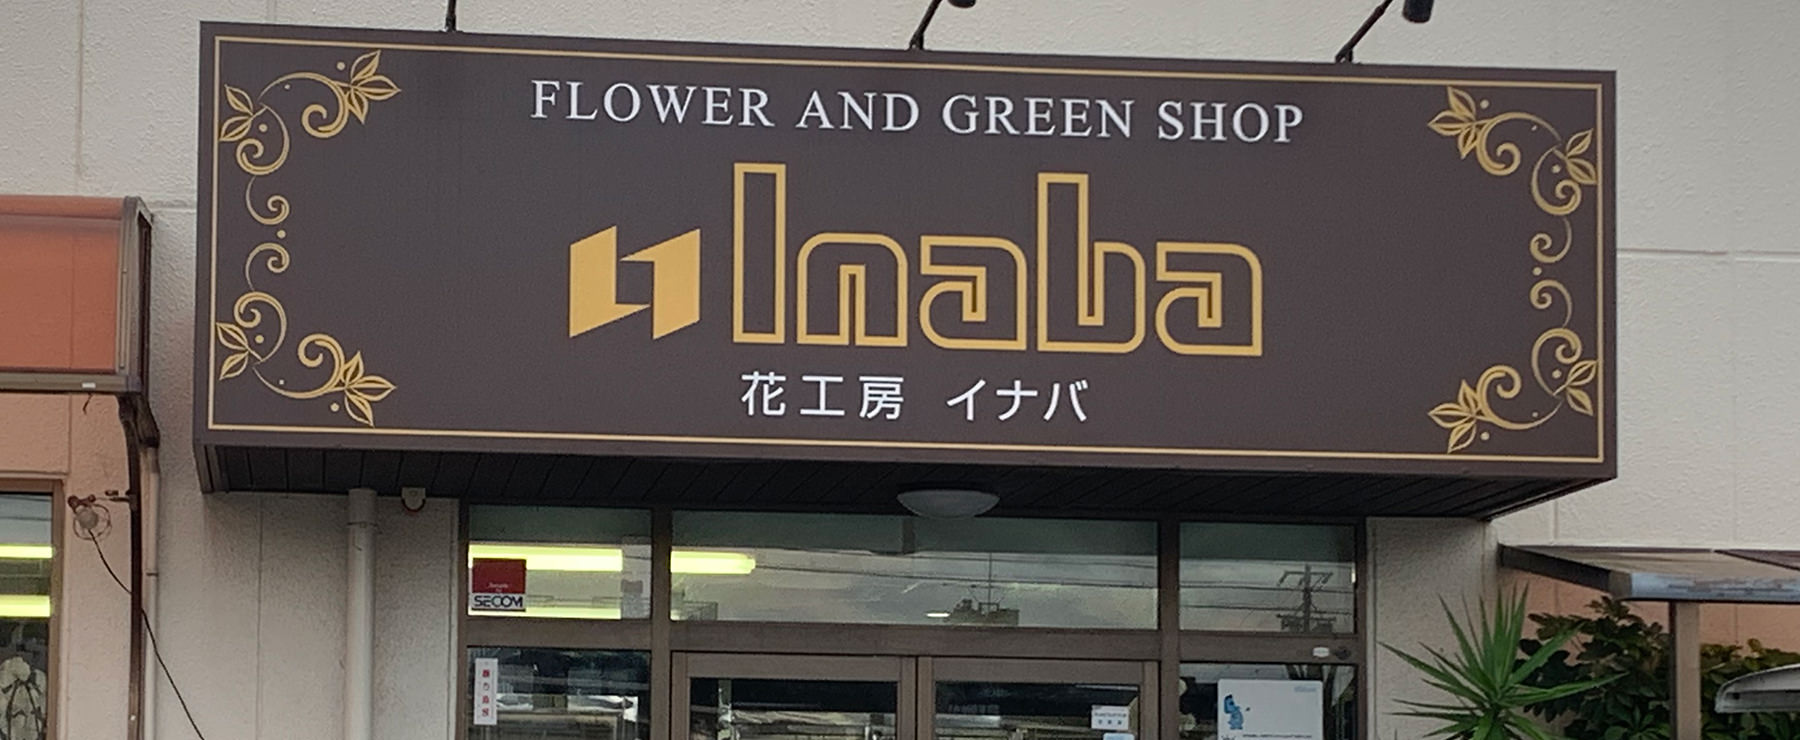 FLOWER AND GREEN SHOP
Inaba
花工房 イナバ
SECOM